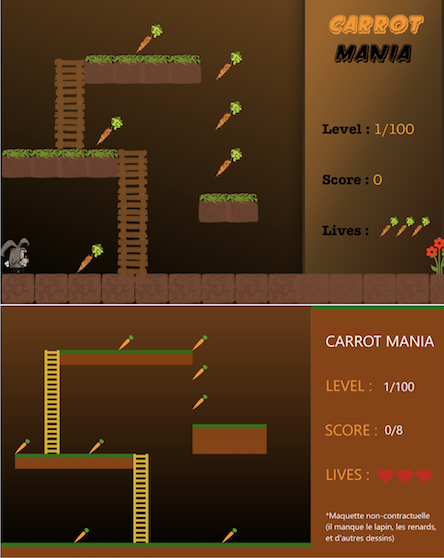 CARROT
MANIA
Level : 1/100
Score : 0
Lives :
CARROT MANIA
LEVEL : 1/100
SCORE : 0/8
LIVES :
*Maquette non-contractuelle
(il manque le lapin, les renards,
et d'autres dessins)